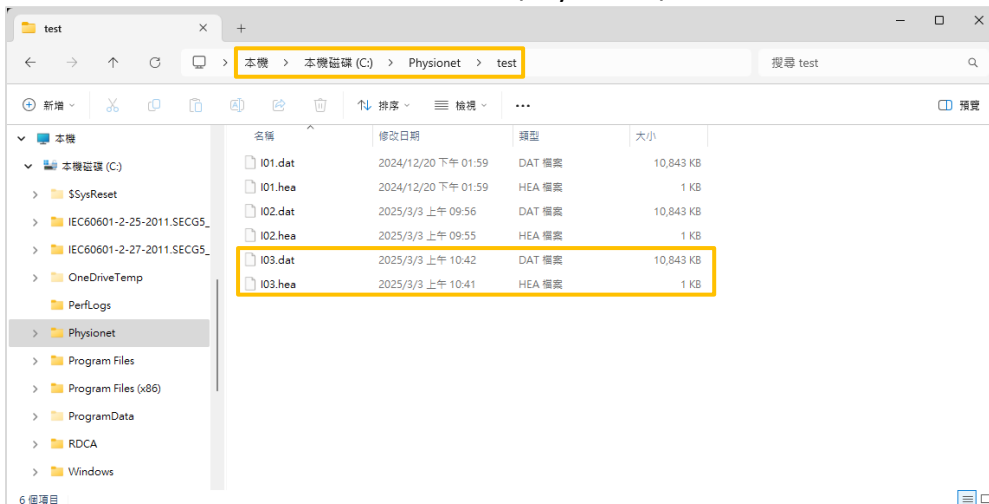 test
本機 > 本機磁碟 (C:) > Physionet > test
搜尋 test
新增 排序 檢視 預覽
名稱 修改日期 類型 大小
本機
本機磁碟 (C:)
$SysReset
IEC60601-2-25-2011.SECG5_
IEC60601-2-27-2011.SECG5_
OneDriveTemp
PerfLogs
Physionet
Program Files
Program Files (x86)
ProgramData
RDCA
Windows
I01.dat 2024/12/20 下午 01:59 DAT 檔案 10,843 KB
I01.hea 2024/12/20 下午 01:59 HEA 檔案 1 KB
I02.dat 2025/3/3 上午 09:56 DAT 檔案 10,843 KB
I02.hea 2025/3/3 上午 09:55 HEA 檔案 1 KB
I03.dat 2025/3/3 上午 10:42 DAT 檔案 10,843 KB
I03.hea 2025/3/3 上午 10:41 HEA 檔案 1 KB
6 個項目